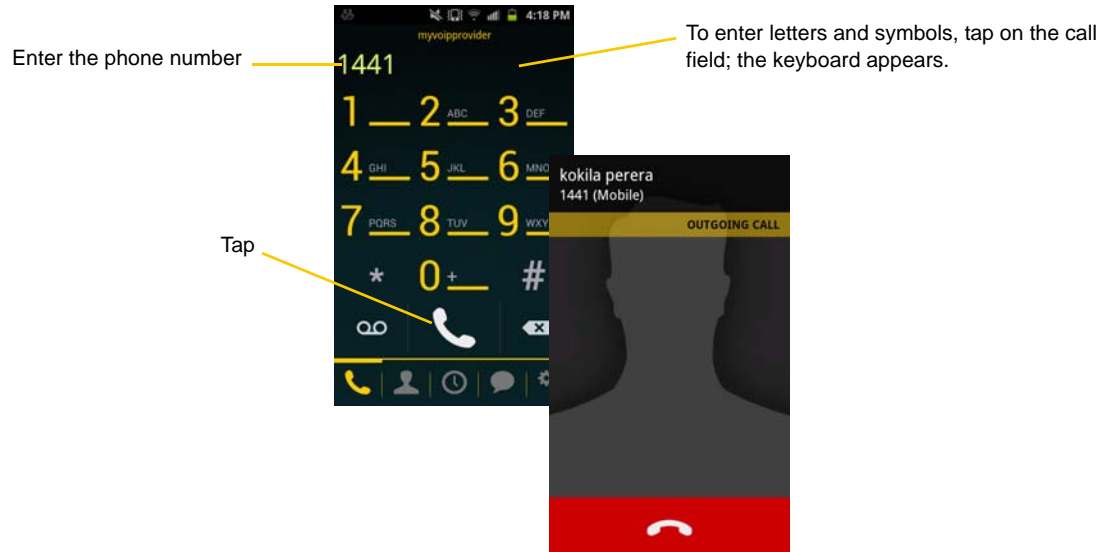 4:18 PM
myvoipprovider
Enter the phone number
1441
To enter letters and symbols, tap on the call
field; the keyboard appears.
1 2 ABC 3 DEF
4 GHI 5 JKL 6 MNO
7 PQRS 8 TUV 9 WXY
* 0 + #
Tap
kokila perera
1441 (Mobile)
OUTGOING CALL